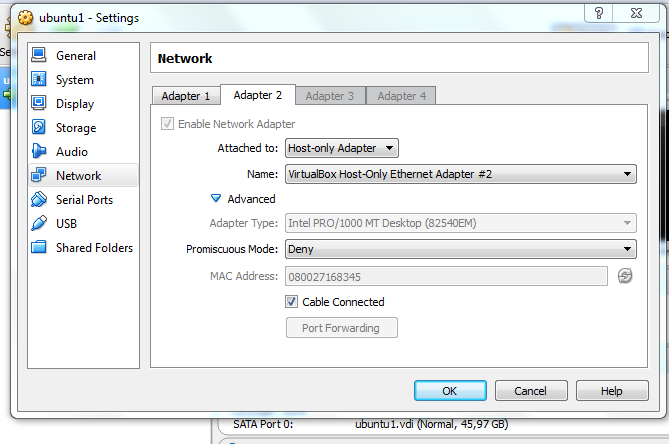 ubuntu1 - Settings
General
System
Display
Storage
Audio
Network
Serial Ports
USB
Shared Folders
Network
Adapter 1 Adapter 2 Adapter 3 Adapter 4
Enable Network Adapter
Attached to: Host-only Adapter
Name: VirtualBox Host-Only Ethernet Adapter #2
Advanced
Adapter Type: Intel PRO/1000 MT Desktop (82540EM)
Promiscuous Mode: Deny
MAC Address: 080027168345
Cable Connected
Port Forwarding
OK Cancel Help
SATA Port 0: ubuntu1.vdi (Normal, 45,97 GB)